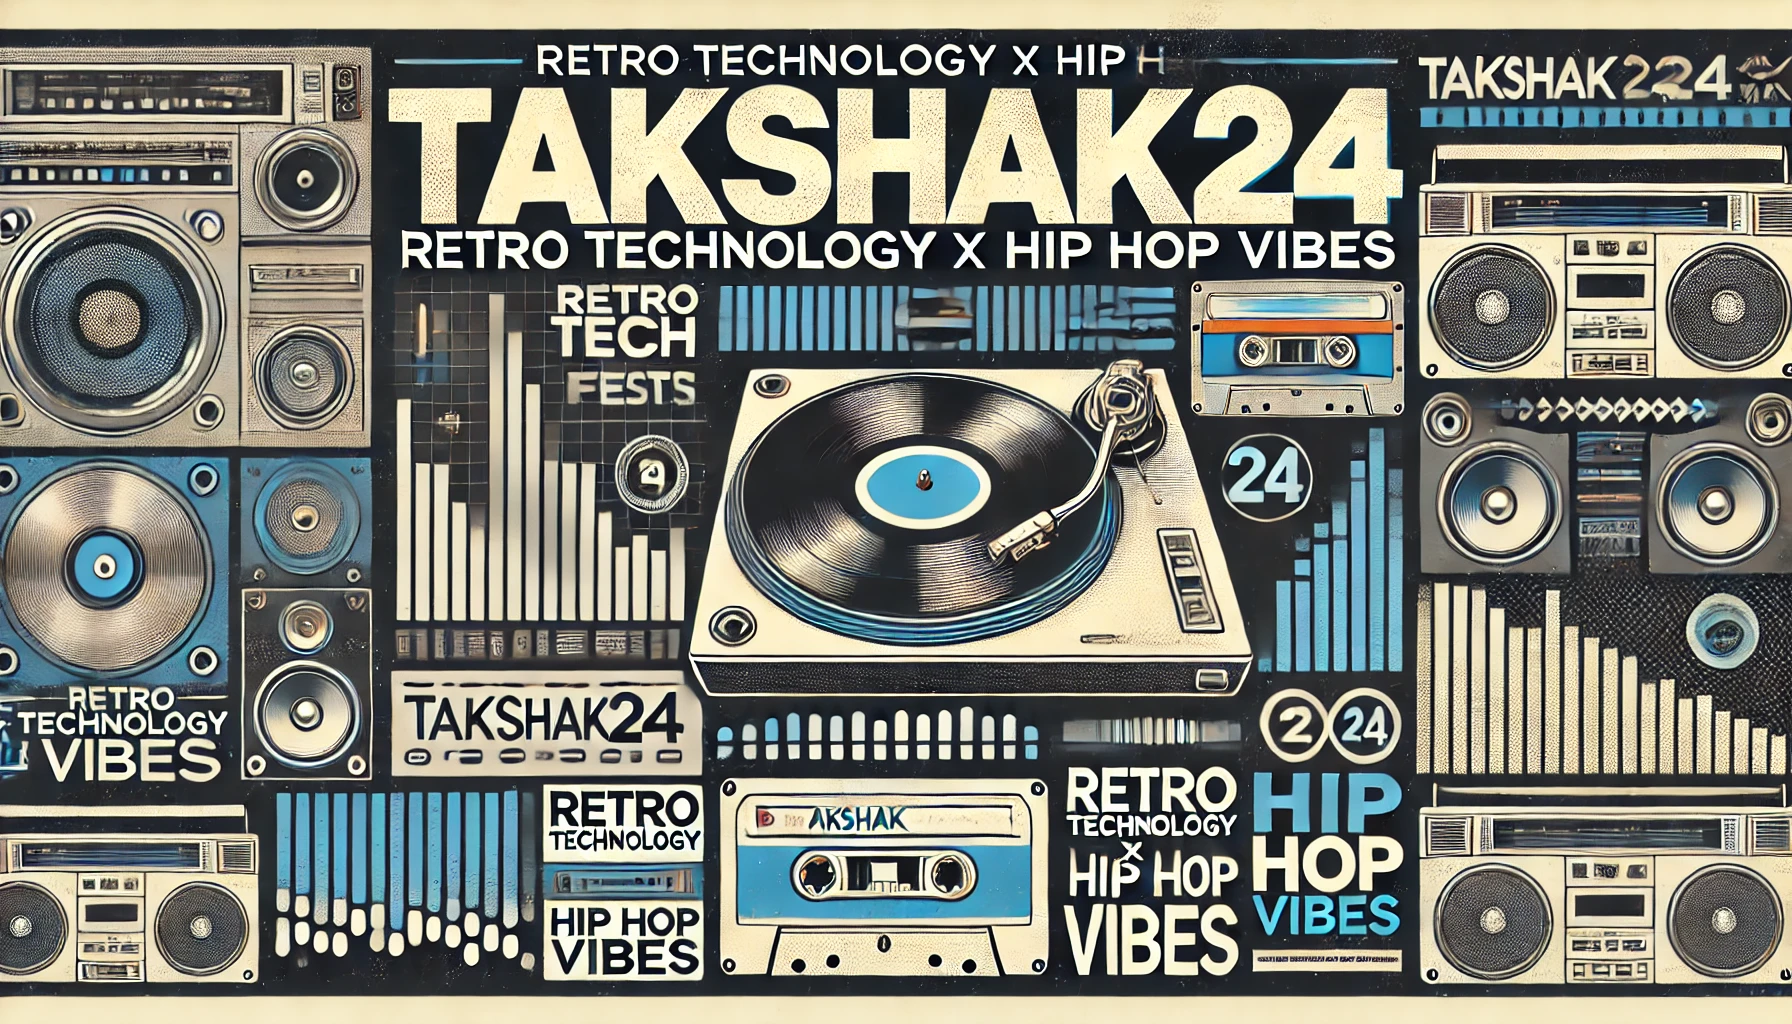 RETRO TECHNOLOGY X HIP H
TAKSHAK24
RETRO TECHNOLOGY X HIP HOP VIBES
TAKSHAK2224
RETRO
TECH
FESTS
24
RETRO
TECHNOLOGY
VIBES
TAKSHAK24
2 24
RETRO
TECHNOLOGY
HIP HOP
VIBES
AKSHAK
RETRO
TECHNOLOGY
X
HIP HOP
VIBES
HIP
HOP
VIBES